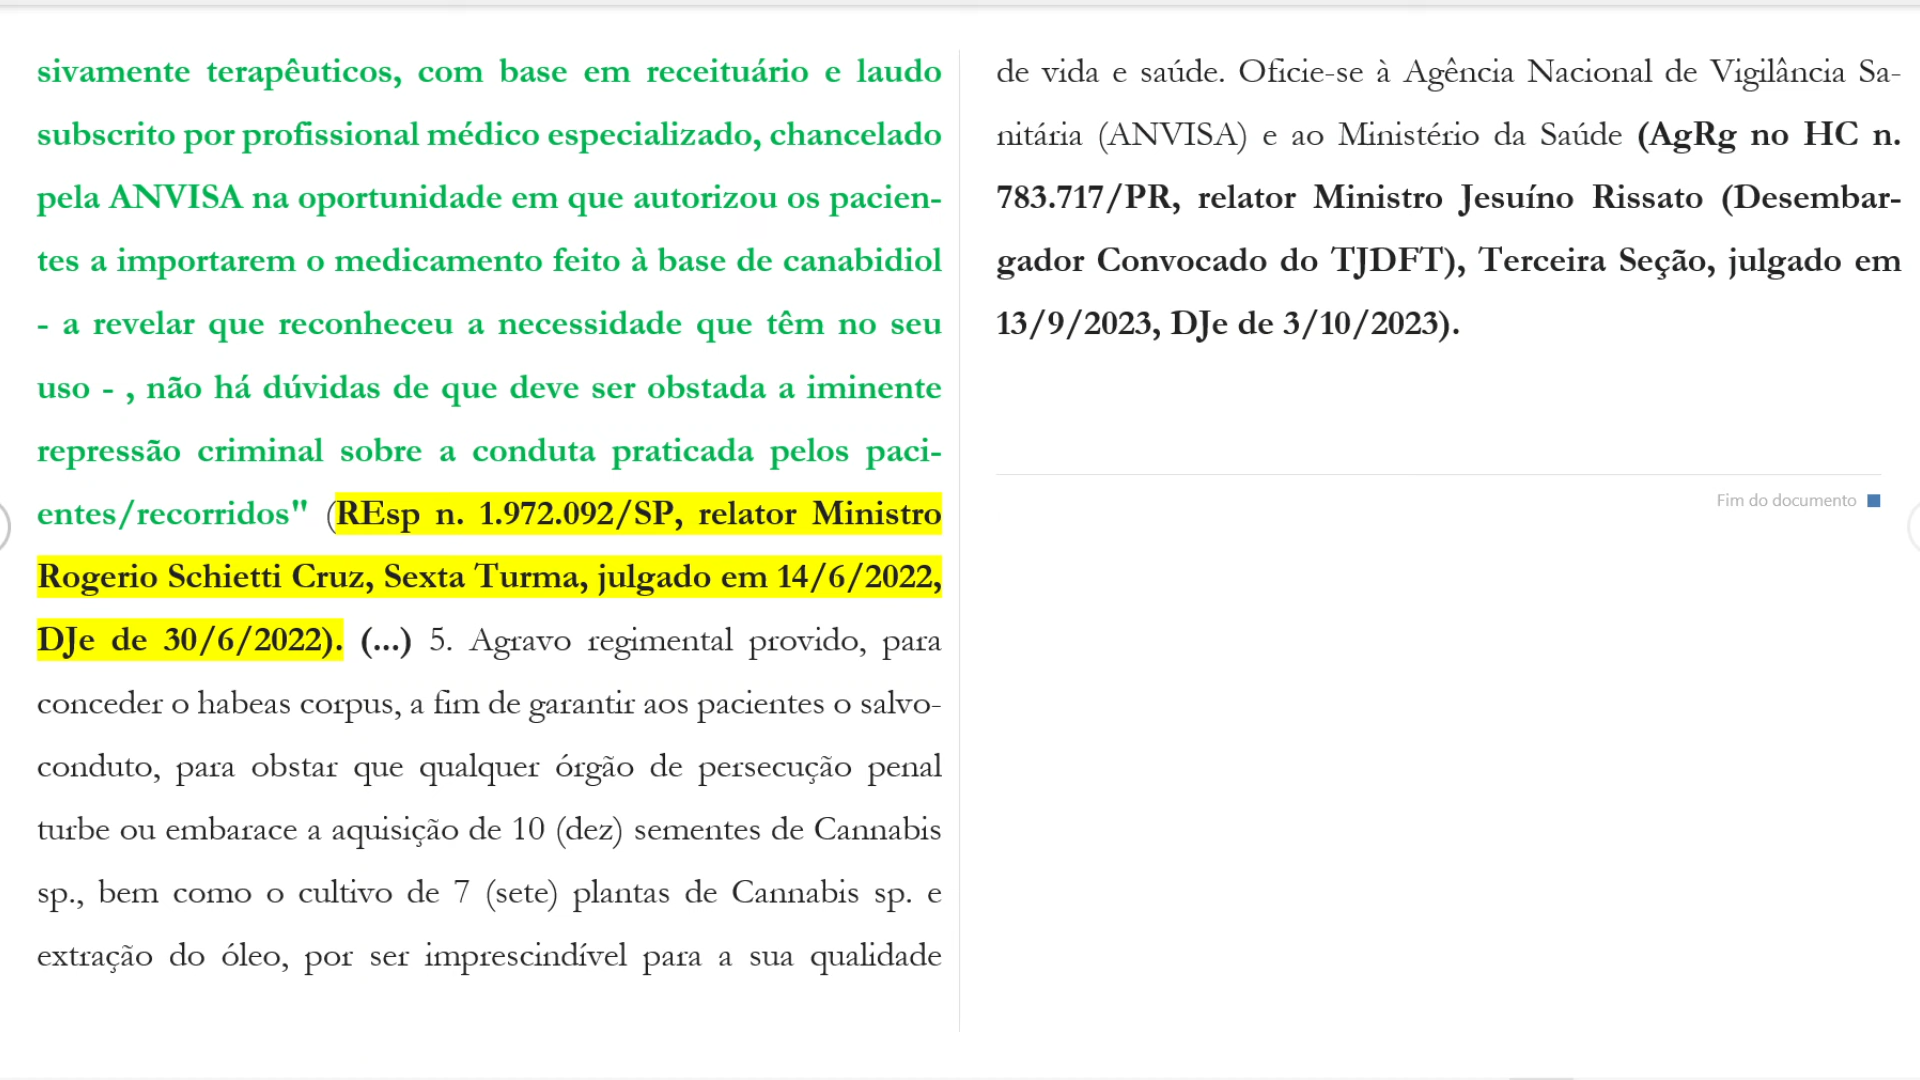 sivamente terapêuticos, com base em receituário e laudo
subscrito por profissional médico especializado, chancelado
pela ANVISA na oportunidade em que autorizou os pacien-
tes a importarem o medicamento feito à base de canabidiol
- a revelar que reconheceu a necessidade que têm no seu
uso - , não há dúvidas de que deve ser obstada a iminente
repressão criminal sobre a conduta praticada pelos paci-
entes/recorridos" (REsp n. 1.972.092/SP, relator Ministro
Rogerio Schietti Cruz, Sexta Turma, julgado em 14/6/2022,
DJe de 30/6/2022). (...) 5. Agravo regimental provido, para
conceder o habeas corpus, a fim de garantir aos pacientes o salvo-
conduto, para obstar que qualquer órgão de persecução penal
turbe ou embarace a aquisição de 10 (dez) sementes de Cannabis
sp., bem como o cultivo de 7 (sete) plantas de Cannabis sp. e
extração do óleo, por ser imprescindível para a sua qualidade
de vida e saúde. Oficie-se à Agência Nacional de Vigilância Sa-
nitária (ANVISA) e ao Ministério da Saúde (AgRg no HC n.
783.717/PR, relator Ministro Jesuíno Rissato (Desembar-
gador Convocado do TJDFT), Terceira Seção, julgado em
13/9/2023, DJe de 3/10/2023).
Fim do documento